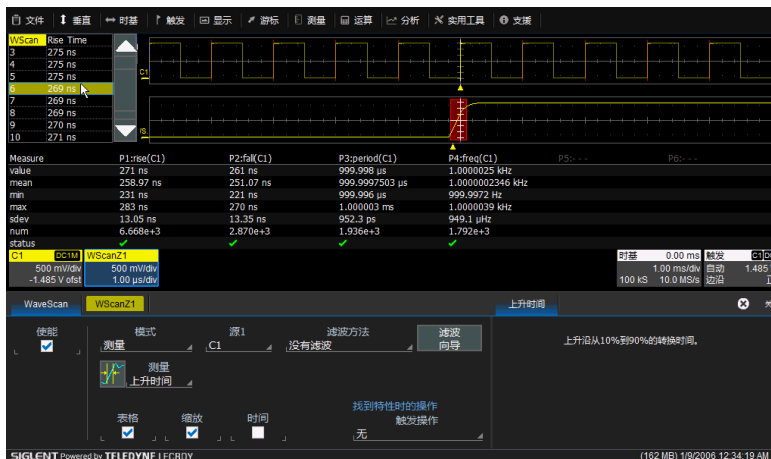 文件 垂直 时基 触发 显示 游标 测量 运算 分析 实用工具 支援
WScan Rise Time
3 275 ns
4 275 ns
5 275 ns
6 269 ns
7 269 ns
8 269 ns
9 270 ns
10 271 ns
C1
Measure P1:rise(C1) P2:fall(C1) P3:period(C1) P4:freq(C1) P5:- - - P6:- - -
value 271 ns 261 ns 999.998 µs 1.0000025 kHz
mean 258.97 ns 251.07 ns 999.9997503 µs 1.0000002346 kHz
min 231 ns 221 ns 999.996 µs 999.9972 Hz
max 283 ns 270 ns 1.000003 ms 1.0000039 kHz
sdev 13.05 ns 13.35 ns 952.3 ps 949.1 µHz
num 6.668e+3 2.870e+3 1.936e+3 1.792e+3
status
C1 DC1M WScanZ1 时基 0.00 ms 触发
500 mV/div 500 mV/div 1.00 ms/div 自动 1.485
-1.485 V ofst 1.00 µs/div 100 kS 10.0 MS/s 边沿
WaveScan WScanZ1 上升时间
使能 模式 源1 滤波方法 滤波
测量 C1 没有滤波 向导
上升沿从10%到90%的转换时间。
测量
上升时间
找到特性时的操作
表格 缩放 时间 触发操作
无
SIGLENT Powered by TELEDYNE LECROY (162 MB) 1/9/2006 12:34:19 AM